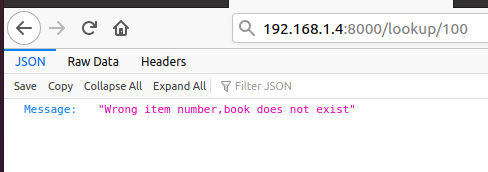 192.168.1.4:8000/lookup/100
JSON Raw Data Headers
Save Copy Collapse All Expand All Filter JSON
Message: "Wrong item number,book does not exist"